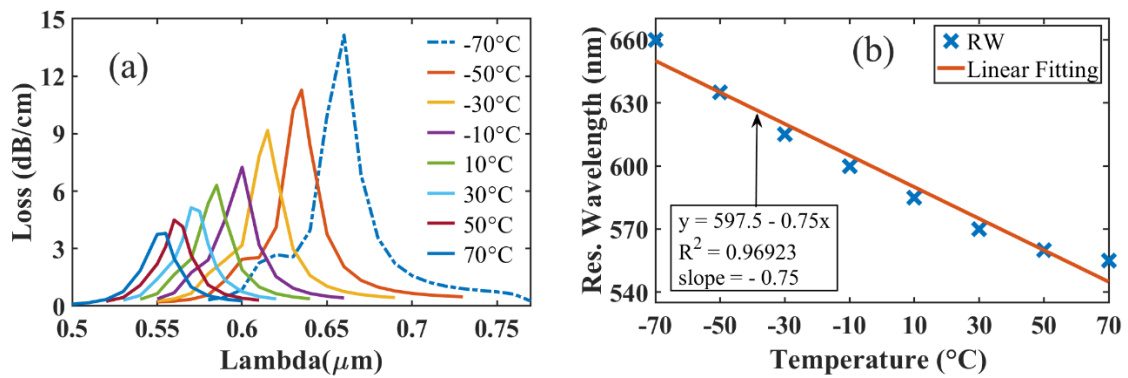 (a)
15
12
9
6
3
0
Loss (dB/cm)
-70°C
-50°C
-30°C
-10°C
10°C
30°C
50°C
70°C
0.5 0.55 0.6 0.65 0.7 0.75
Lambda(μm)
(b)
660
630
600
570
540
Res. Wavelength (nm)
RW
Linear Fitting
y = 597.5 - 0.75x
R² = 0.96923
slope = - 0.75
-70 -50 -30 -10 10 30 50 70
Temperature (°C)